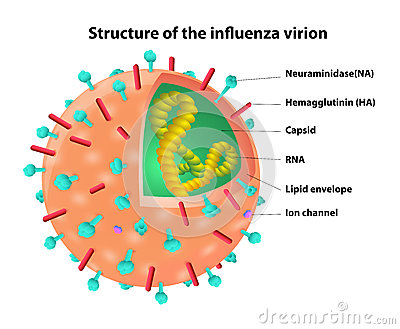 Structure of the influenza virion
Neuraminidase(NA)
Hemagglutinin (HA)
Capsid
RNA
Lipid envelope
Ion channel
dreamstime.com